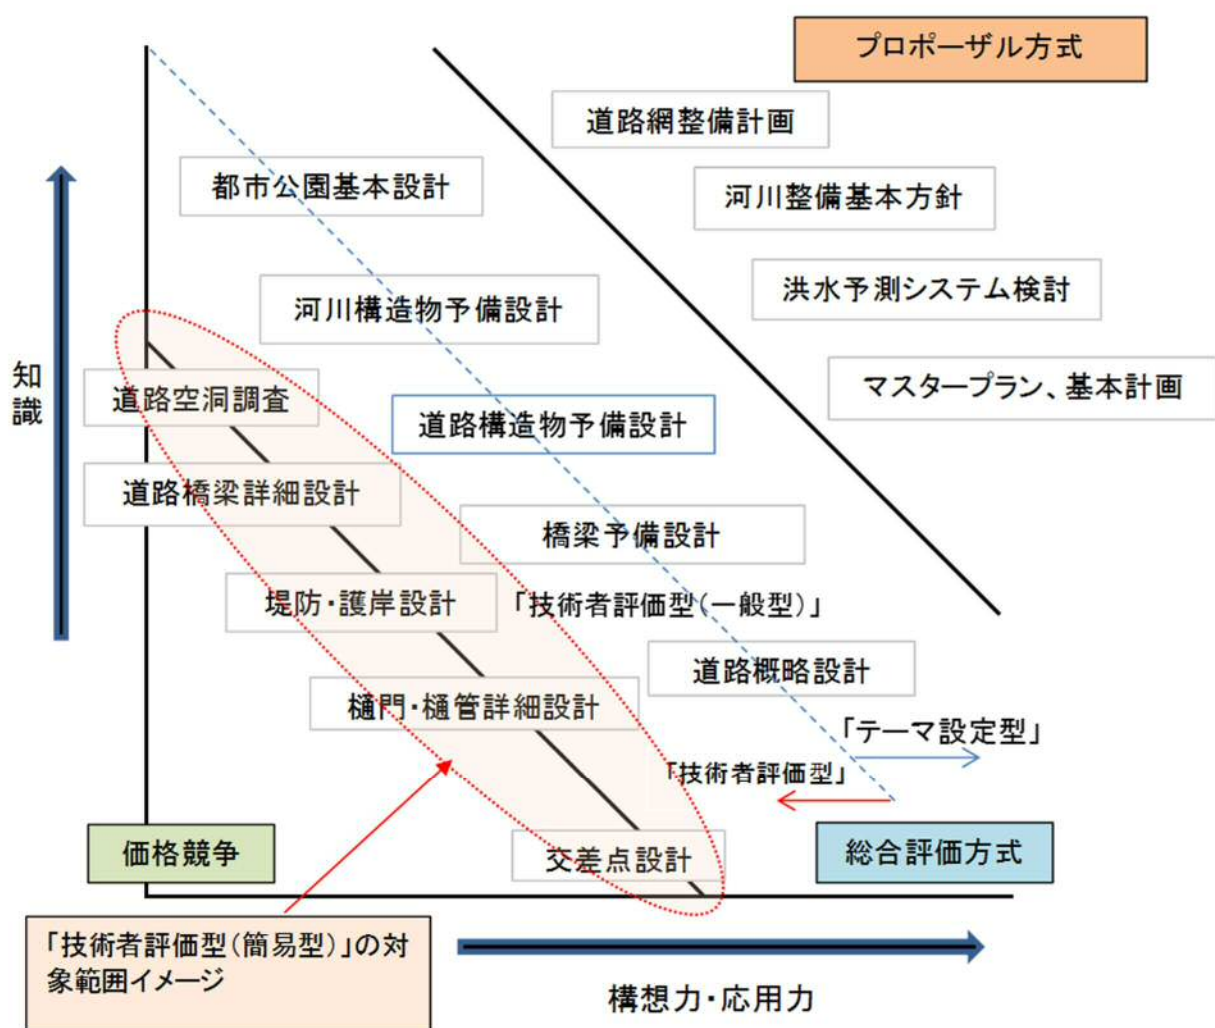 プロポーザル方式
道路網整備計画
都市公園基本設計
河川整備基本方針
洪水予測システム検討
河川構造物予備設計
知
識
道路空洞調査
マスタープラン、基本計画
道路構造物予備設計
道路橋梁詳細設計
橋梁予備設計
堤防・護岸設計
「技術者評価型(一般型)」
道路概略設計
樋門・樋管詳細設計
「テーマ設定型」
「技術者評価型」
価格競争
交差点設計
総合評価方式
「技術者評価型(簡易型)」の対
象範囲イメージ
構想力・応用力